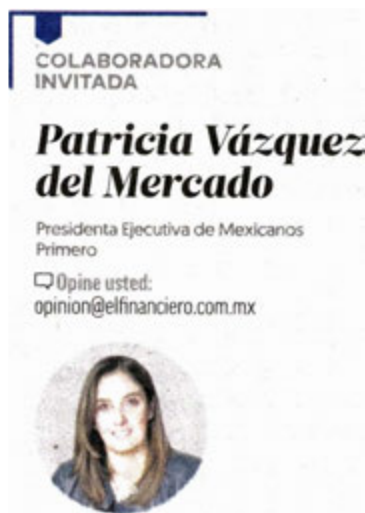 COLABORADORA
INVITADA
Patricia Vázquez
del Mercado
Presidenta Ejecutiva de Mexicanos
Primero
Opine usted:
opinion@elfinanciero.com.mx